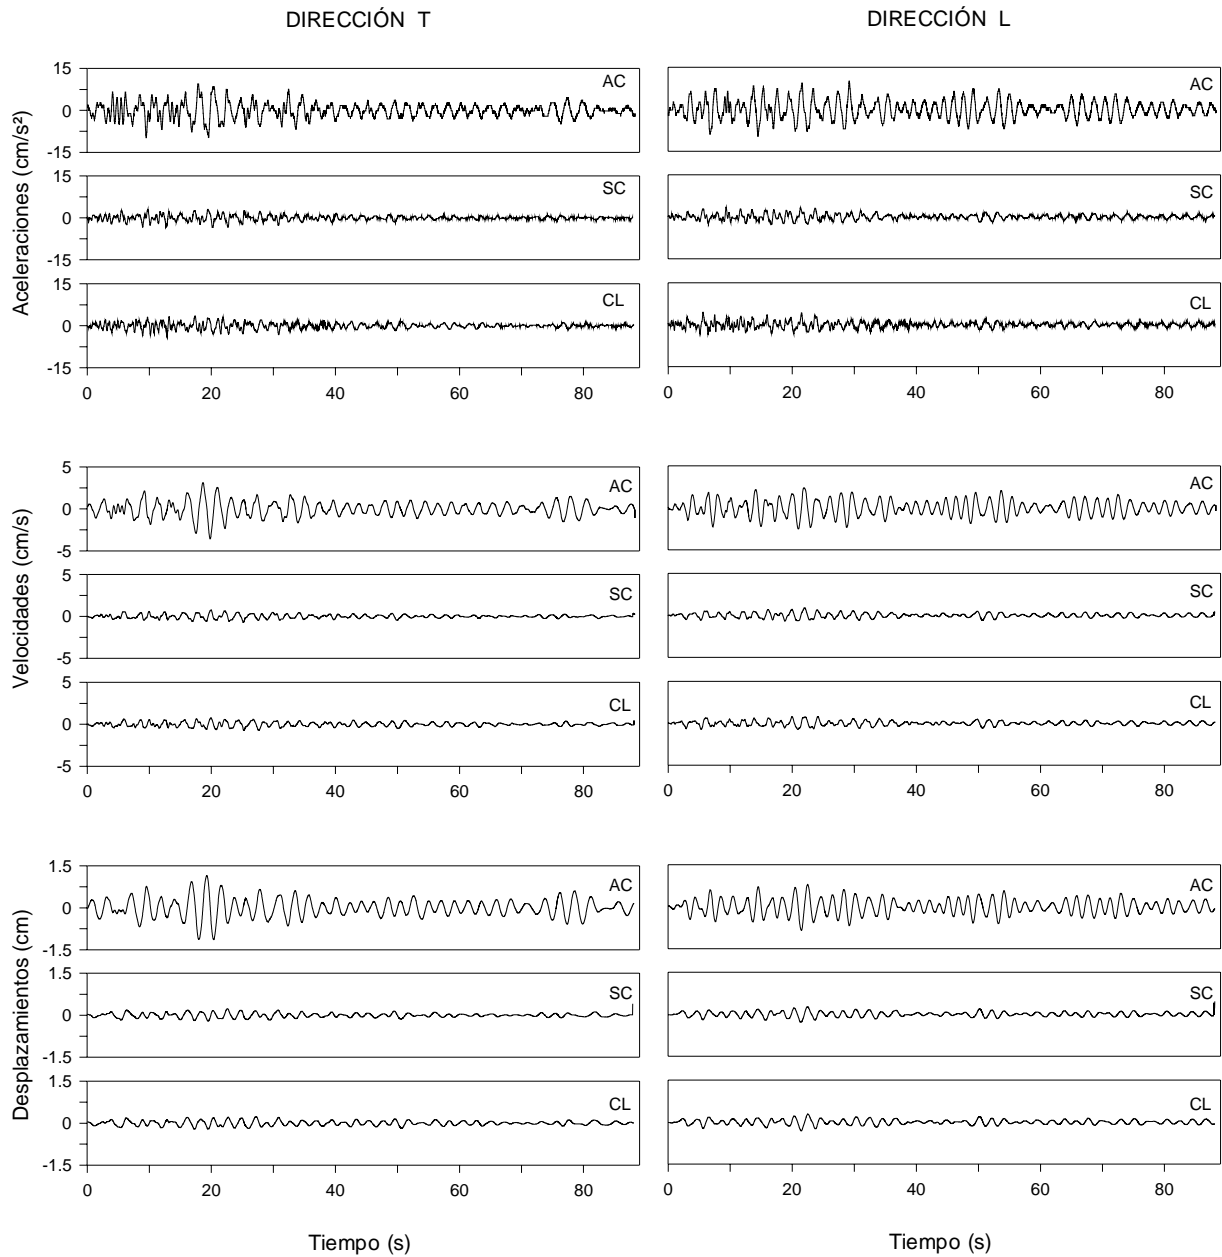 DIRECCIÓN T
DIRECCIÓN L
Aceleraciones (cm/s²)
15
0
-15
AC
AC
15
0
-15
SC
SC
15
0
-15
CL
CL
0 20 40 60 80
0 20 40 60 80
Velocidades (cm/s)
5
0
-5
AC
AC
5
0
-5
SC
SC
5
0
-5
CL
CL
0 20 40 60 80
0 20 40 60 80
Desplazamientos (cm)
1.5
0
-1.5
AC
AC
1.5
0
-1.5
SC
SC
1.5
0
-1.5
CL
CL
0 20 40 60 80
0 20 40 60 80
Tiempo (s)
Tiempo (s)